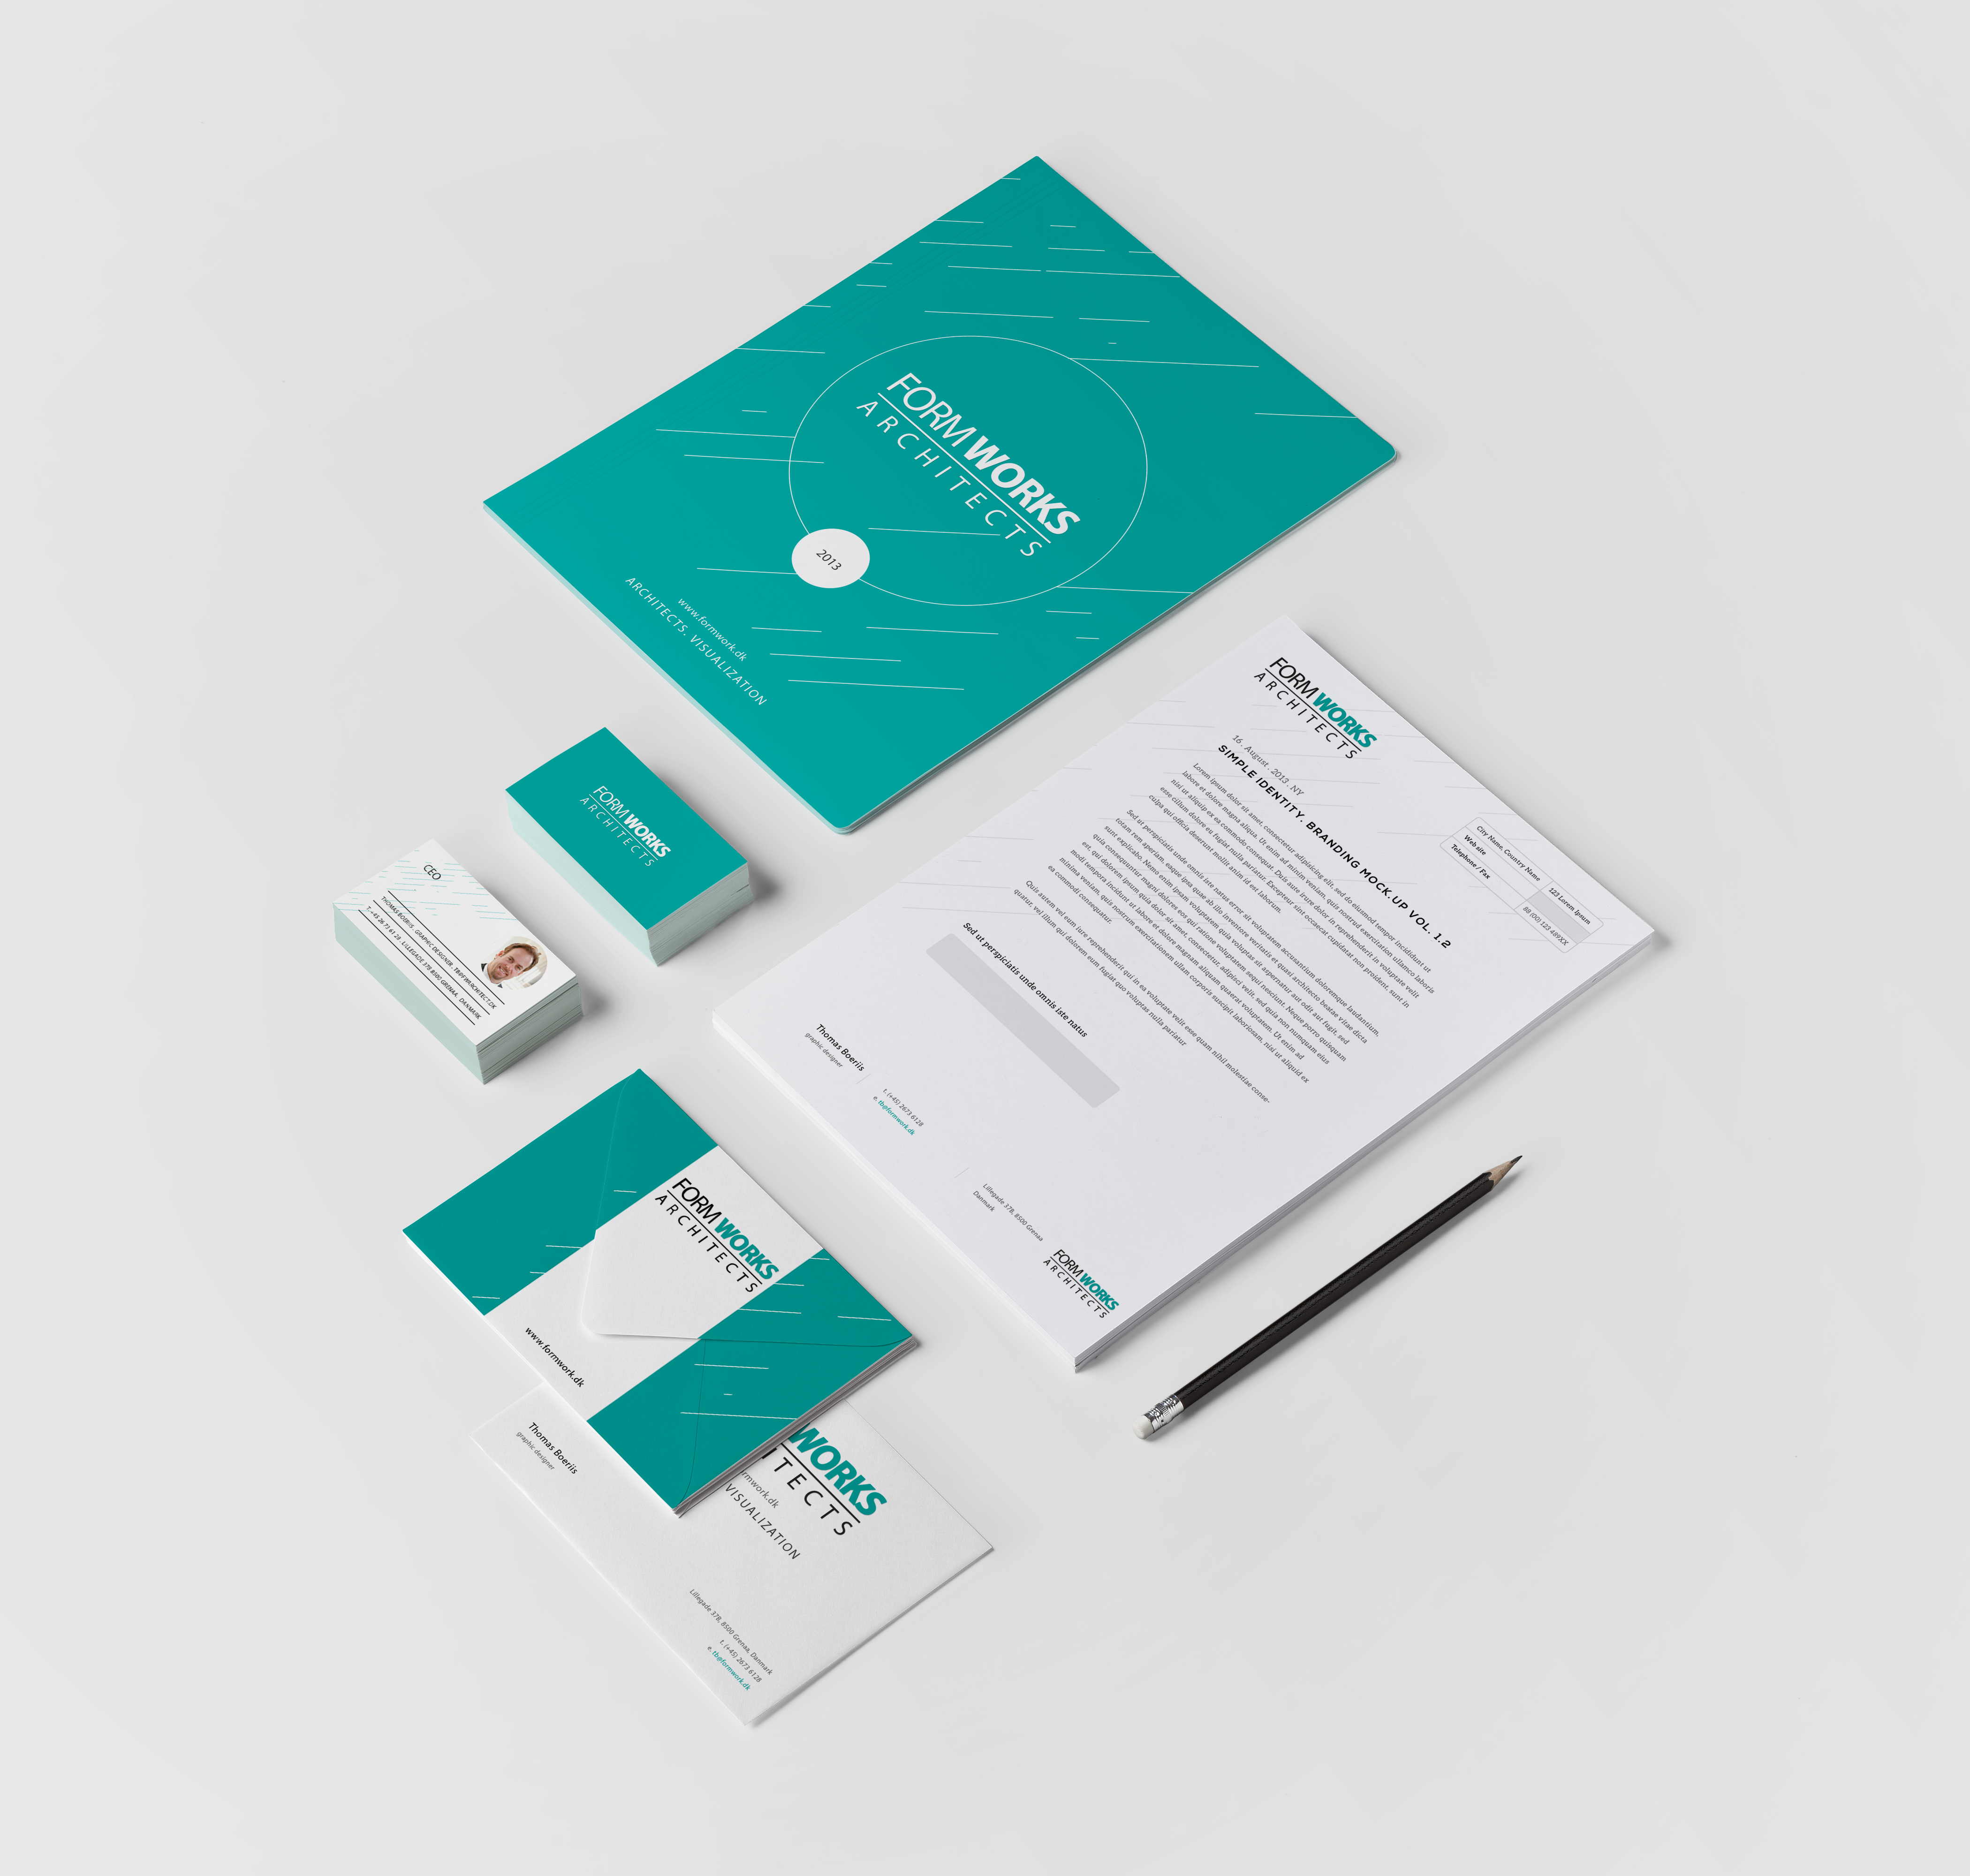 FORMWORKS
ARCHITECTS
2013
www.formwork.dk
ARCHITECTS. VISUALIZATION
FORMWORKS
ARCHITECTS
CEO
THOMAS BOERIIS . GRAPHIC DESIGNER .
LILLEGADE 37B 8500 GRENAA, DANMARK
FORMWORKS
ARCHITECTS
16 . August . 2013 . NY
SIMPLE IDENTITY. BRANDING MOCK.UP VOL. 1.2
City Name, Country Name
123 Lorem Ipsum
Web site
Telephone / Fax
88 (00) 123 489XX
Lorem ipsum dolor sit amet, consectetur adipisicing elit, sed do eiusmod tempor incididunt ut
labore et dolore magna aliqua. Ut enim ad minim veniam, quis nostrud exercitation ullamco laboris
nisi ut aliquip ex ea commodo consequat. Duis aute irure dolor in reprehenderit in voluptate velit
esse cillum dolore eu fugiat nulla pariatur. Excepteur sint occaecat cupidatat non proident, sunt in
culpa qui officia deserunt mollit anim id est laborum.
Sed ut perspiciatis unde omnis iste natus error sit voluptatem accusantium doloremque laudantium,
totam rem aperiam, eaque ipsa quae ab illo inventore veritatis et quasi architecto beatae vitae dicta
sunt explicabo. Nemo enim ipsam voluptatem quia voluptas sit aspernatur aut odit aut fugit, sed
quia consequuntur magni dolores eos qui ratione voluptatem sequi nesciunt. Neque porro quisquam
est, qui dolorem ipsum quia dolor sit amet, consectetur, adipisci velit, sed quia non numquam eius
modi tempora incidunt ut labore et dolore magnam aliquam quaerat voluptatem. Ut enim ad
minima veniam, quis nostrum exercitationem ullam corporis suscipit laboriosam, nisi ut aliquid ex
ea commodi consequatur.
Quis autem vel eum iure reprehenderit qui in ea voluptate velit esse quam nihil molestiae conse-
quatur, vel illum qui dolorem eum fugiat quo voluptas nulla pariatur
Sed ut perspiciatis unde omnis iste natus
Thomas Boeriis
graphic designer
t. (+45) 2673 6128
e. tb@formwork.dk
Lillegade 37B, 8500 Grenaa
Danmark
FORMWORKS
ARCHITECTS
FORMWORKS
ARCHITECTS
www.formwork.dk
WORKS
ITECTS
rmwork.dk
VISUALIZATION
Thomas Boeriis
graphic designer
Lillegade 37B, 8500 Grenaa, Danmark
t. (+45) 2673 6128
e. tb@formwork.dk